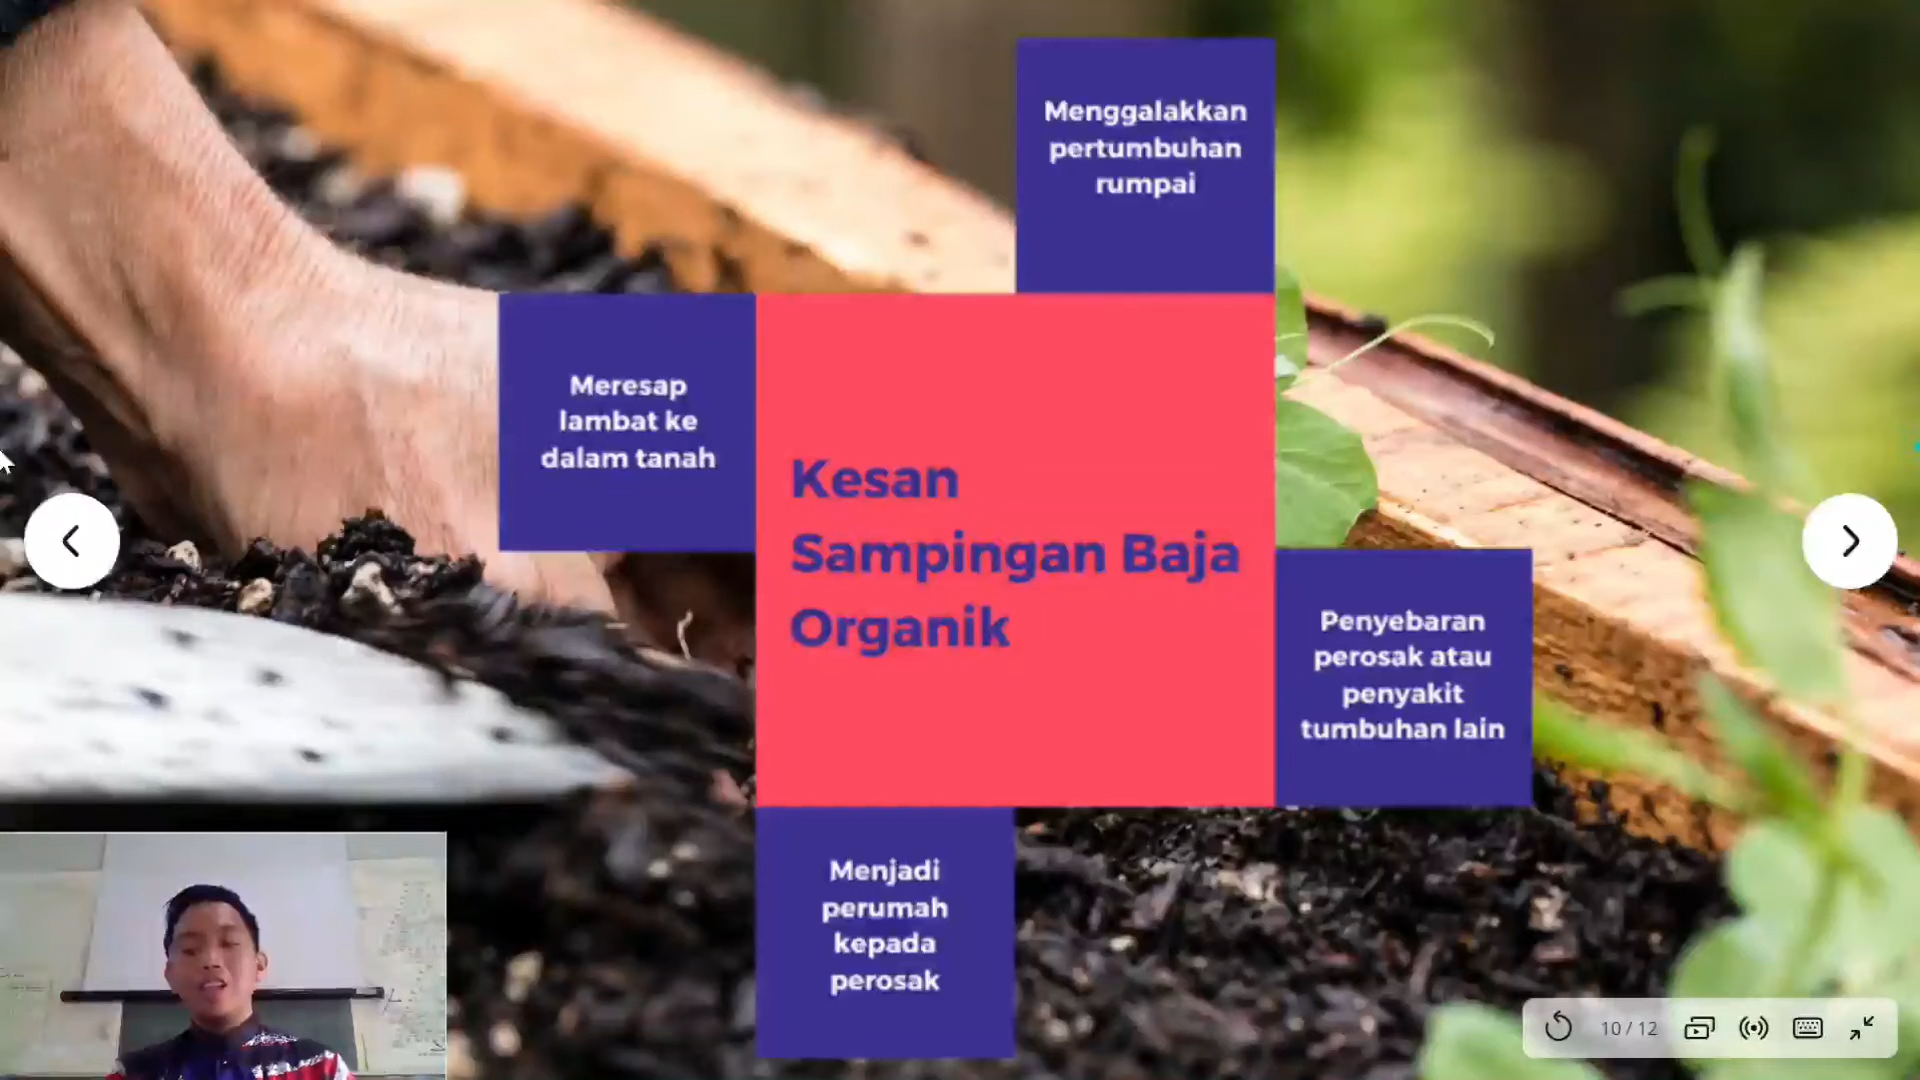 Menggalakkan
pertumbuhan
rumpai
Meresap
lambat ke
dalam tanah
Kesan
Sampingan Baja
Organik
Penyebaran
perosak atau
penyakit
tumbuhan lain
Menjadi
perumah
kepada
perosak
10 / 12